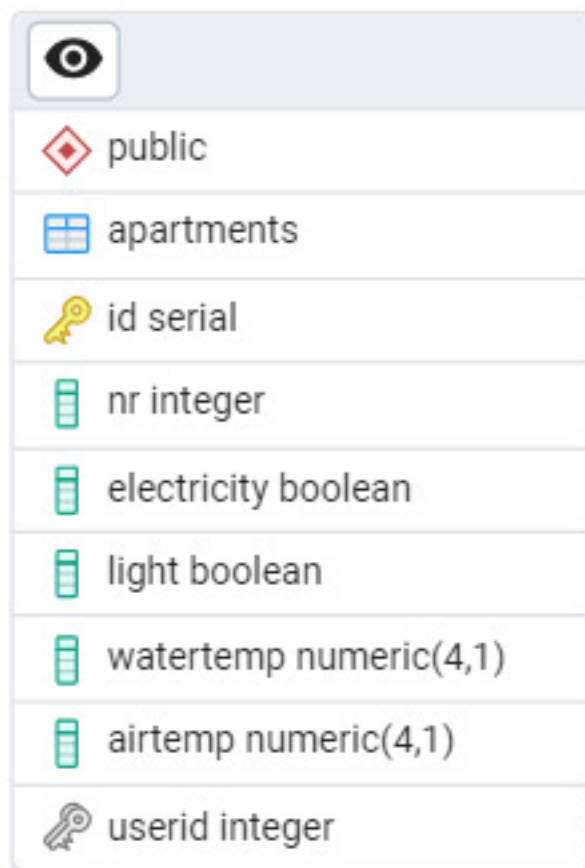 public
apartments
id serial
nr integer
electricity boolean
light boolean
watertemp numeric(4,1)
airtemp numeric(4,1)
userid integer